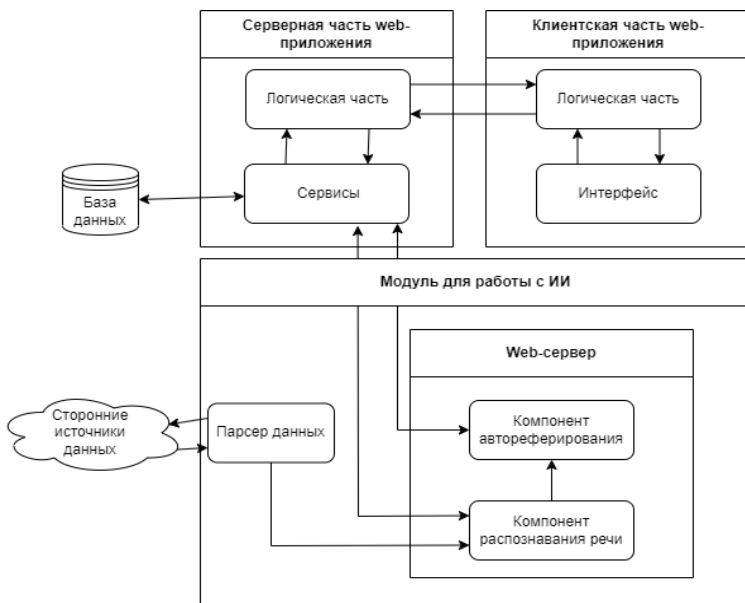 Серверная часть web-
приложения
Клиентская часть web-
приложения
Логическая часть
Логическая часть
База
данных
Сервисы
Интерфейс
Модуль для работы с ИИ
Web-сервер
Сторонние
источники
данных
Парсер данных
Компонент
автореферирования
Компонент
распознавания речи